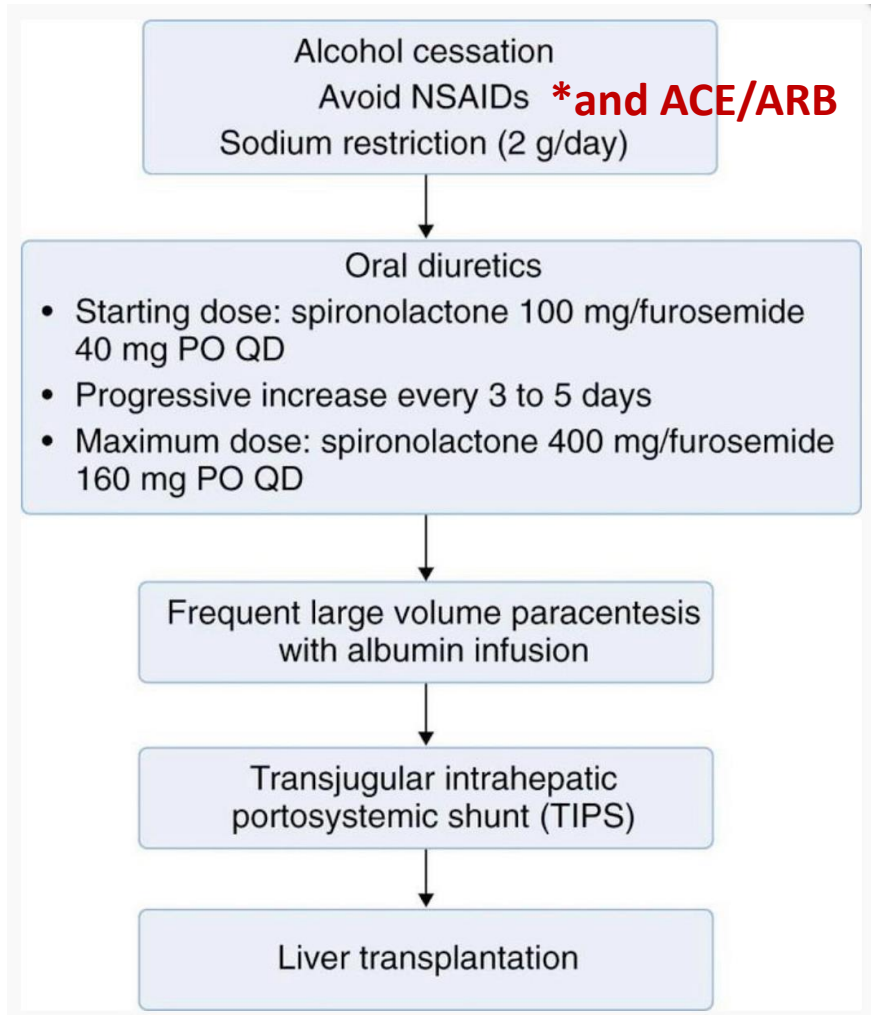 Alcohol cessation
Avoid NSAIDs *and ACE/ARB
Sodium restriction (2 g/day)
Oral diuretics
• Starting dose: spironolactone 100 mg/furosemide
40 mg PO QD
• Progressive increase every 3 to 5 days
• Maximum dose: spironolactone 400 mg/furosemide
160 mg PO QD
Frequent large volume paracentesis
with albumin infusion
Transjugular intrahepatic
portosystemic shunt (TIPS)
Liver transplantation